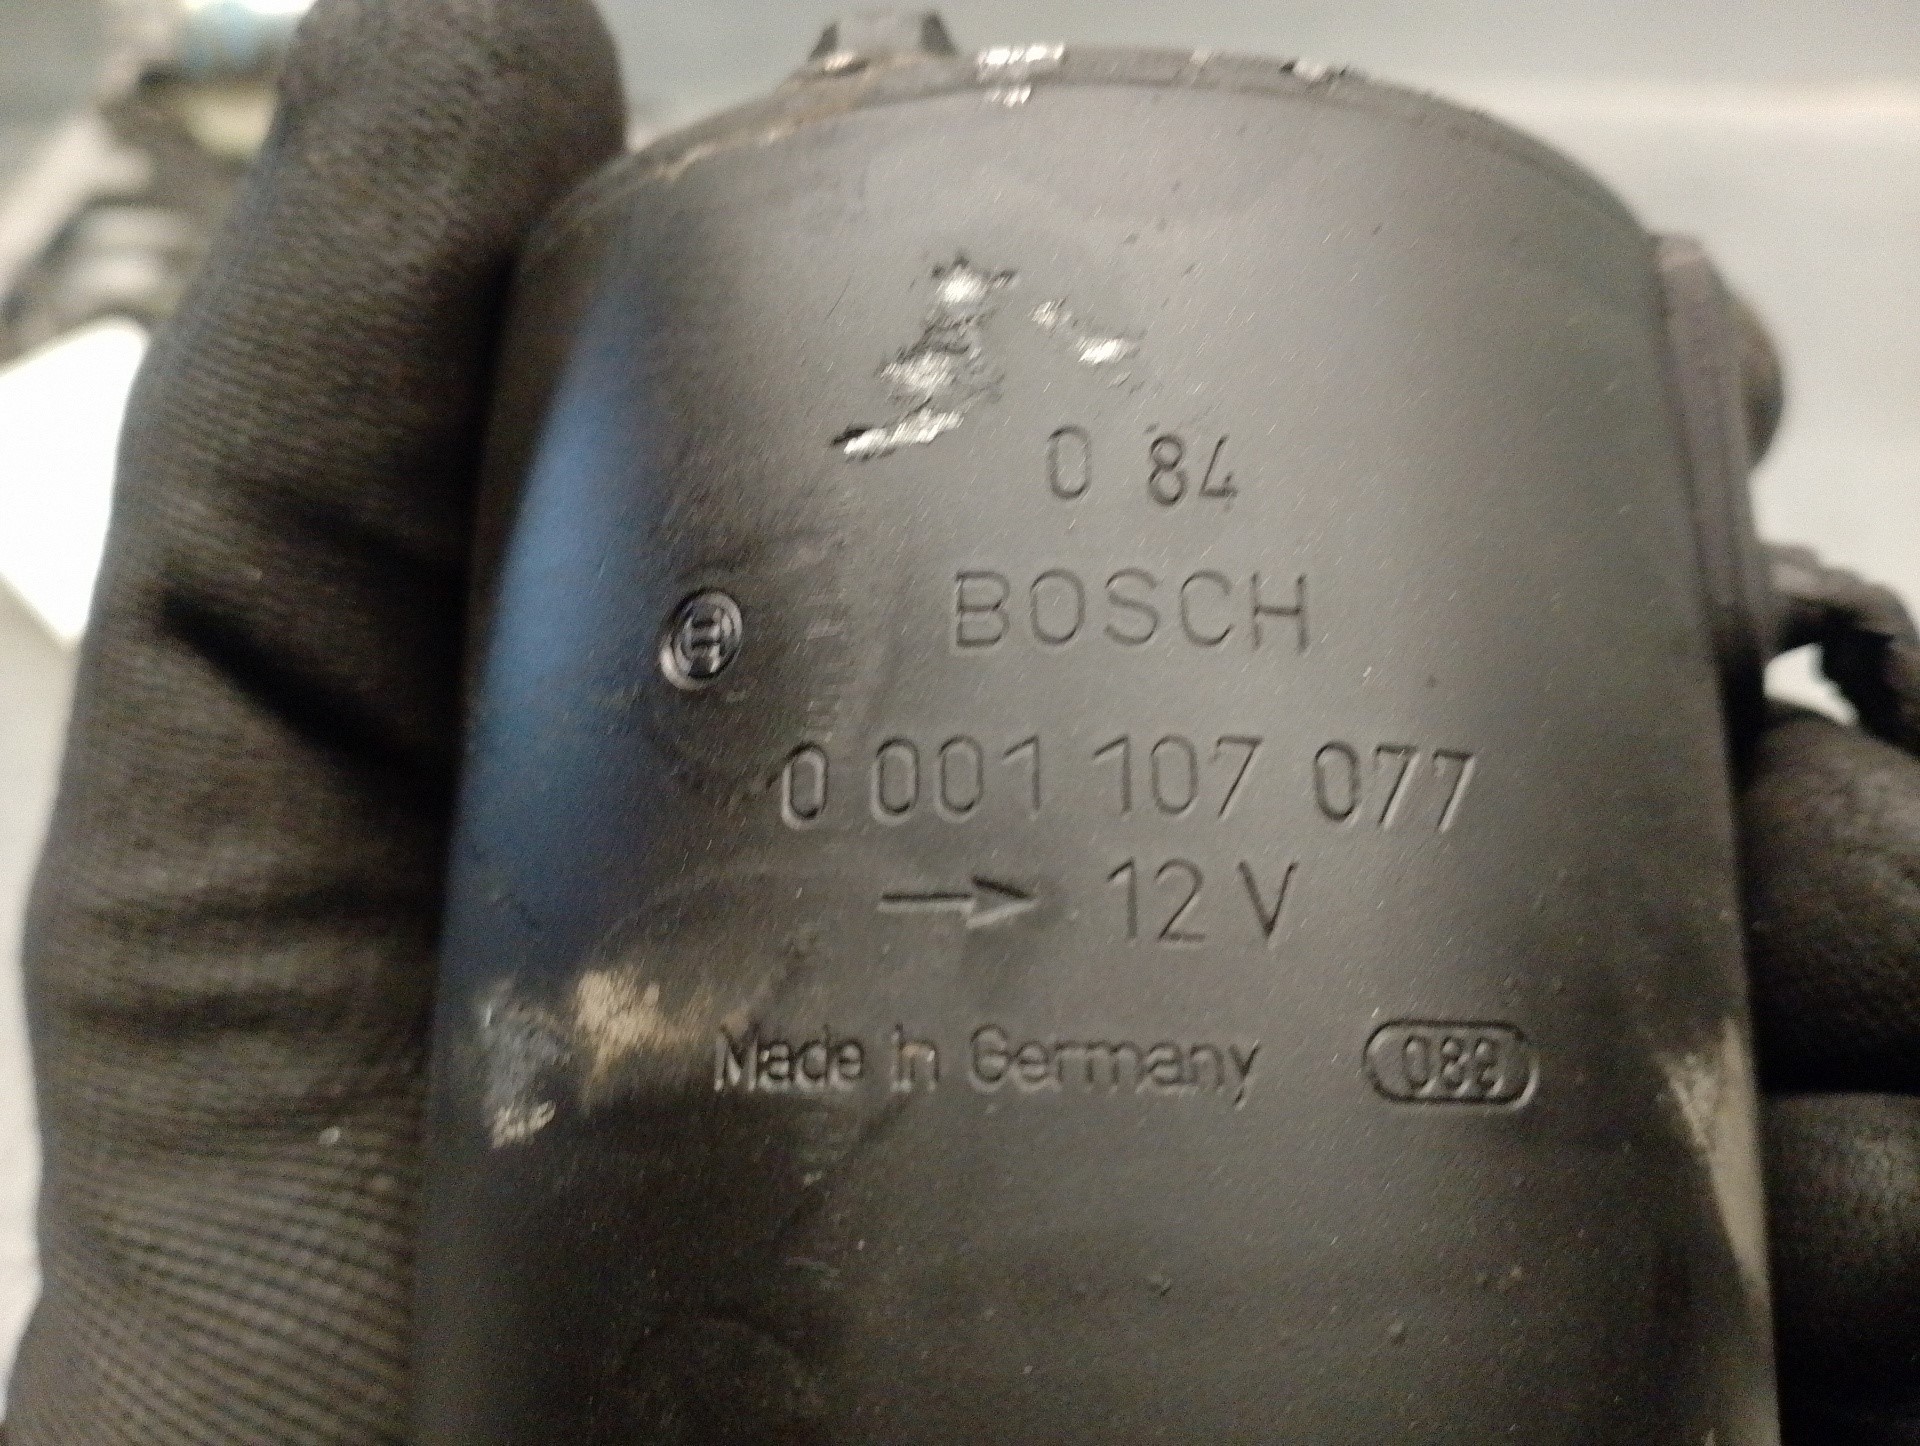 0 84
BOSCH
0 001 107 077
→ 12 V
Made in Germany